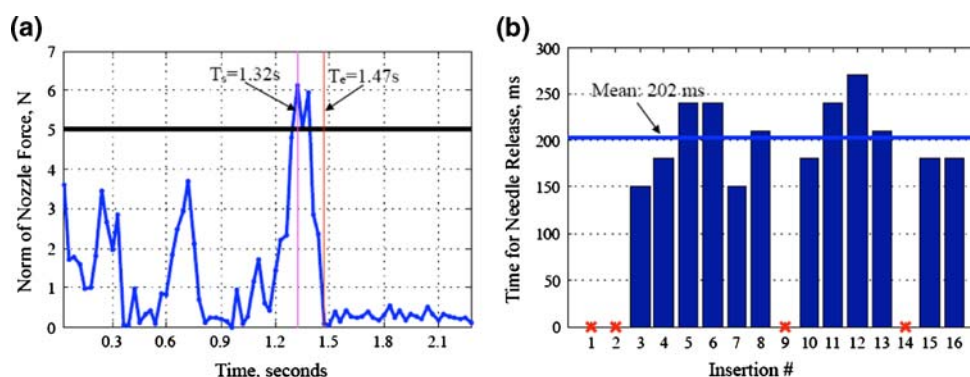 (a)
Norm of Nozzle Force, N
7
6
5
4
3
2
1
0
T_s=1.32s
T_e=1.47s
0.3 0.6 0.9 1.2 1.5 1.8 2.1
Time, seconds
(b)
Time for Needle Release, ms
300
250
200
150
100
50
0
Mean: 202 ms
1 2 3 4 5 6 7 8 9 10 11 12 13 14 15 16
Insertion #